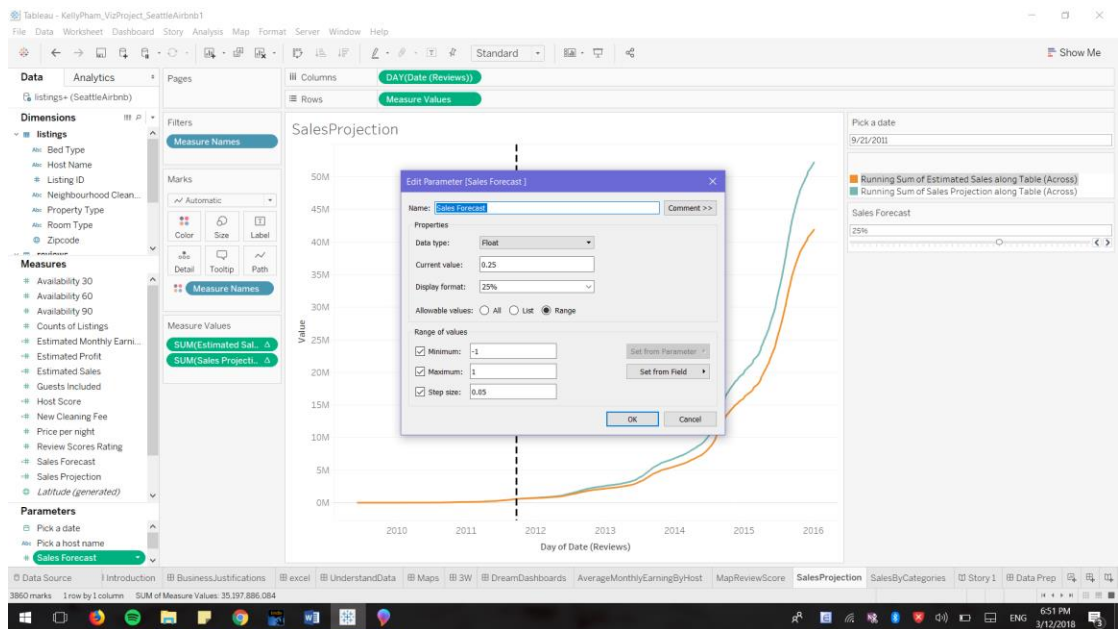 Tableau - KellyPham_VizProject_SeattleAirbnb1
File Data Worksheet Dashboard Story Analysis Map Format Server Window Help
Standard
Show Me
Data Analytics
Pages
Columns DAY(Date (Reviews))
listings+ (SeattleAirbnb)
Rows Measure Values
Dimensions
listings
Abc Bed Type
Abc Host Name
# Listing ID
Abc Neighbourhood Clean...
Abc Property Type
Abc Room Type
Zipcode
Measures
# Availability 30
# Availability 60
# Availability 90
# Counts of Listings
# Estimated Monthly Earni...
# Estimated Profit
# Estimated Sales
# Guests Included
# Host Score
# New Cleaning Fee
# Price per night
# Review Scores Rating
# Sales Forecast
# Sales Projection
Latitude (generated)
Parameters
Pick a date
Abc Pick a host name
# Sales Forecast
Filters
Measure Names
Marks
Automatic
Color Size Label
Detail Tooltip Path
Measure Names
Measure Values
SUM(Estimated Sal.. Δ
SUM(Sales Projecti.. Δ
SalesProjection
Value
50M
45M
40M
35M
30M
25M
20M
15M
10M
5M
0M
2010 2011 2012 2013 2014 2015 2016
Day of Date (Reviews)
Edit Parameter [Sales Forecast ]
Name: Sales Forecast Comment >>
Properties
Data type: Float
Current value: 0.25
Display format: 25%
Allowable values: All List Range
Range of values
Minimum: -1 Set from Parameter
Maximum: 1 Set from Field
Step size: 0.05
OK Cancel
Pick a date
9/21/2011
Running Sum of Estimated Sales along Table (Across)
Running Sum of Sales Projection along Table (Across)
Sales Forecast
25%
Data Source Introduction BusinessJustifications excel UnderstandData Maps 3W DreamDashboards AverageMonthlyEarningByHost MapReviewScore SalesProjection SalesByCategories Story 1 Data Prep
3860 marks 1 row by 1 column SUM of Measure Values: 35,197,886,084
ENG 6:51 PM
3/12/2018